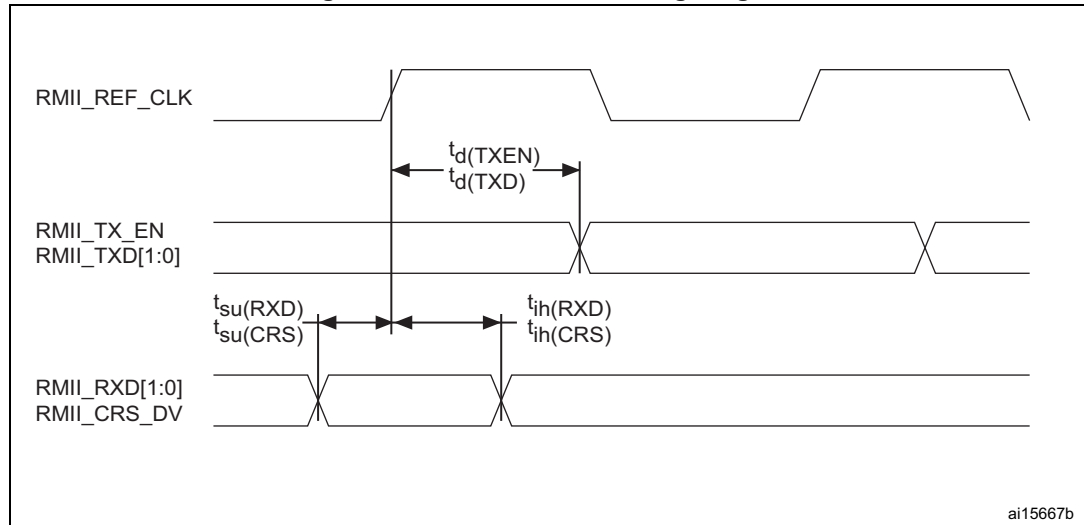 RMII_REF_CLK
td(TXEN)
td(TXD)
RMII_TX_EN
RMII_TXD[1:0]
tsu(RXD)
tsu(CRS)
tih(RXD)
tih(CRS)
RMII_RXD[1:0]
RMII_CRS_DV
ai15667b